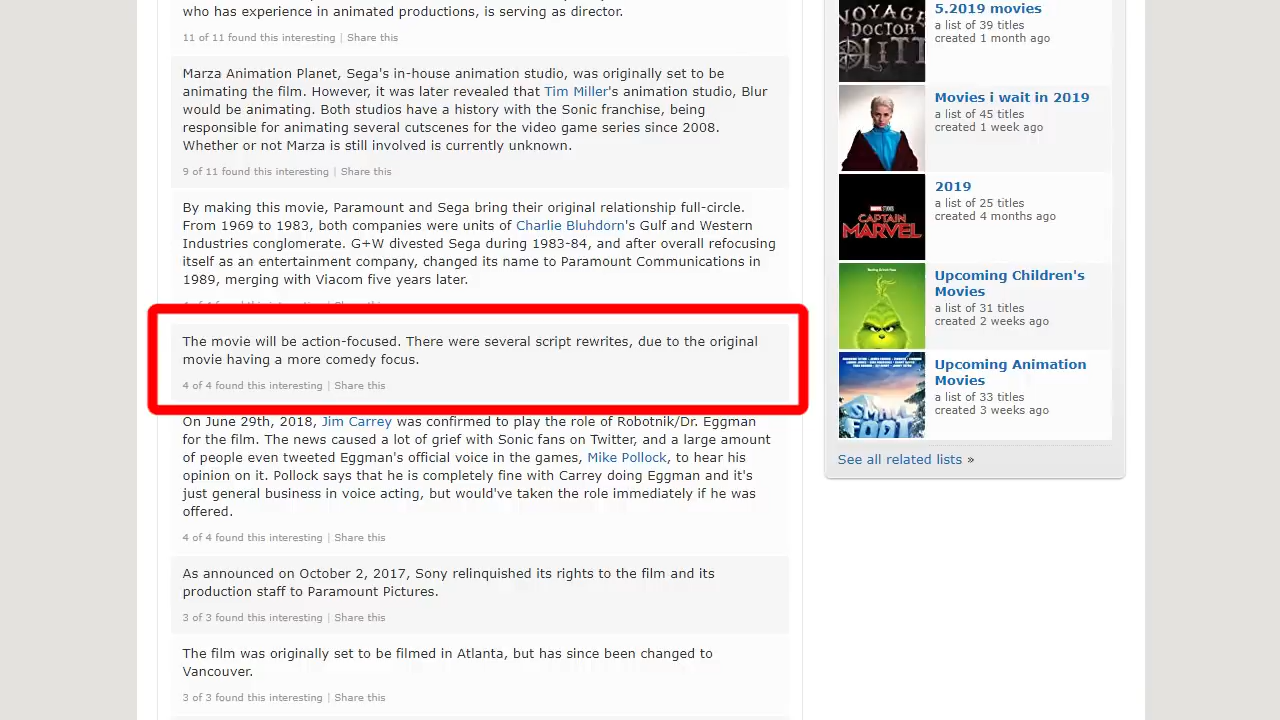 who has experience in animated productions, is serving as director.
11 of 11 found this interesting | Share this
Marza Animation Planet, Sega's in-house animation studio, was originally set to be
animating the film. However, it was later revealed that Tim Miller's animation studio, Blur
would be animating. Both studios have a history with the Sonic franchise, being
responsible for animating several cutscenes for the video game series since 2008.
Whether or not Marza is still involved is currently unknown.
9 of 11 found this interesting | Share this
By making this movie, Paramount and Sega bring their original relationship full-circle.
From 1969 to 1983, both companies were units of Charlie Bluhdorn's Gulf and Western
Industries conglomerate. G+W divested Sega during 1983-84, and after overall refocusing
itself as an entertainment company, changed its name to Paramount Communications in
1989, merging with Viacom five years later.
found this interesting | Share this
The movie will be action-focused. There were several script rewrites, due to the original
movie having a more comedy focus.
4 of 4 found this interesting | Share this
On June 29th, 2018, Jim Carrey was confirmed to play the role of Robotnik/Dr. Eggman
for the film. The news caused a lot of grief with Sonic fans on Twitter, and a large amount
of people even tweeted Eggman's official voice in the games, Mike Pollock, to hear his
opinion on it. Pollock says that he is completely fine with Carrey doing Eggman and it's
just general business in voice acting, but would've taken the role immediately if he was
offered.
4 of 4 found this interesting | Share this
As announced on October 2, 2017, Sony relinquished its rights to the film and its
production staff to Paramount Pictures.
3 of 3 found this interesting | Share this
The film was originally set to be filmed in Atlanta, but has since been changed to
Vancouver.
3 of 3 found this interesting | Share this
VOYAGE
DOCTOR
5.2019 movies
a list of 39 titles
created 1 month ago
Movies i wait in 2019
a list of 45 titles
created 1 week ago
MARVEL STUDIOS
CAPTAIN
MARVEL
2019
a list of 25 titles
created 4 months ago
Upcoming Children's
Movies
a list of 31 titles
created 2 weeks ago
SMALL
FOOT
Upcoming Animation
Movies
a list of 33 titles
created 3 weeks ago
See all related lists »